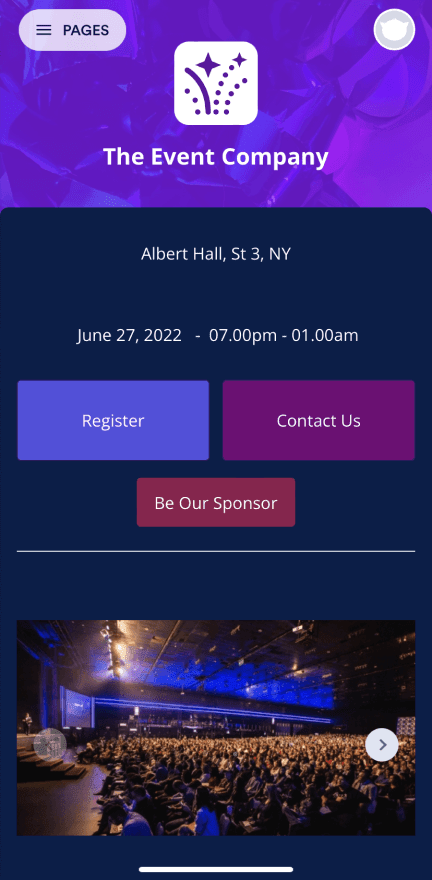 PAGES
The Event Company
Albert Hall, St 3, NY
June 27, 2022 - 07.00pm - 01.00am
Register
Contact Us
Be Our Sponsor